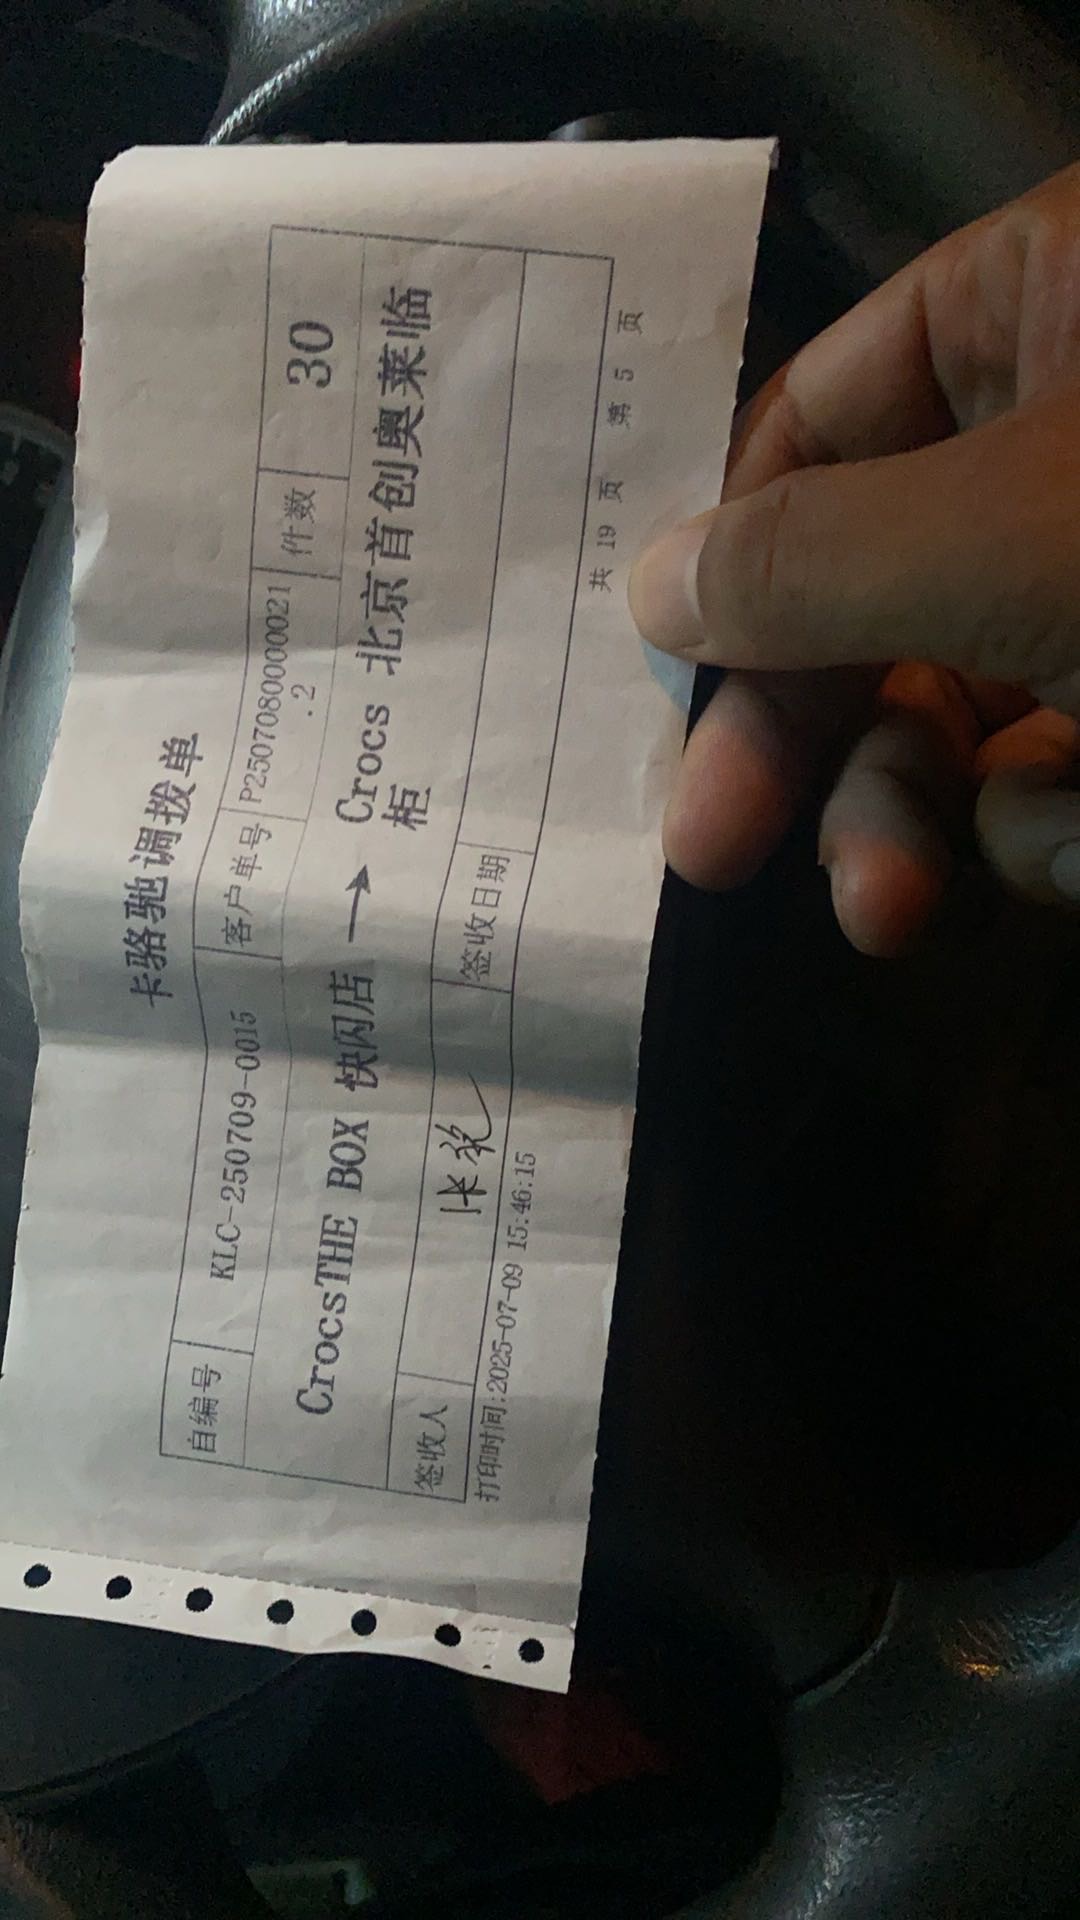 卡骆驰调拨单
自编号 KLC-250709-0015 客户单号 P25070800000021.2 件数 30
CrocsTHE BOX 快闪店 → Crocs 北京首创奥莱临
柜
签收人 签收日期
打印时间:2025-07-09 15:46:15 共 19 页 第 5 页